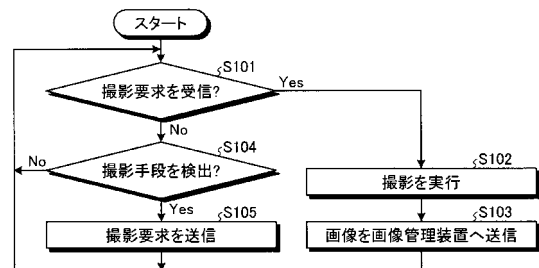 スタート
S101
撮影要求を受信?
Yes
No
S104
撮影手段を検出?
No
S102
撮影を実行
Yes
S105
S103
撮影要求を送信
画像を画像管理装置へ送信